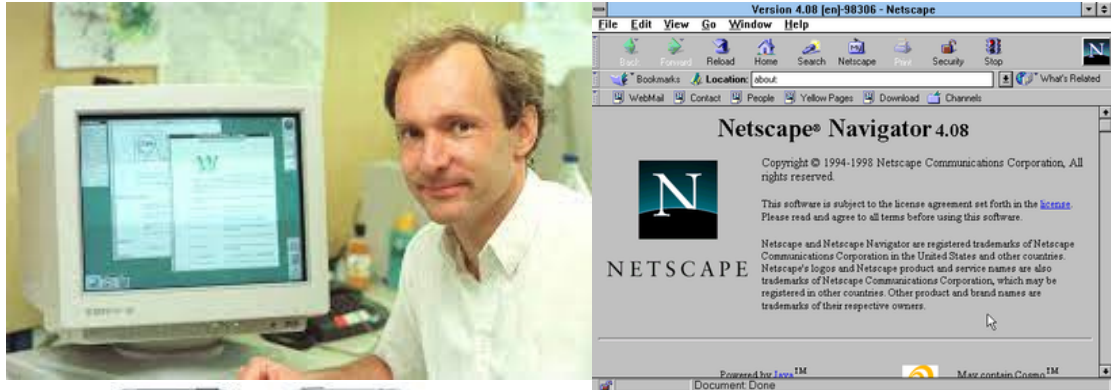 W
Version 4.08 [en]-98306 - Netscape
File Edit View Go Window Help
Back Forward Reload Home Search Netscape Print Security Stop
N
Bookmarks Location: about: What's Related
WebMail Contact People Yellow Pages Download Channels
Netscape® Navigator 4.08
N
NETSCAPE
Copyright © 1994-1998 Netscape Communications Corporation, All
rights reserved.
This software is subject to the license agreement set forth in the license.
Please read and agree to all terms before using this software.
Netscape and Netscape Navigator are registered trademarks of Netscape
Communications Corporation in the United States and other countries.
Netscape's logos and Netscape product and service names are also
trademarks of Netscape Communications Corporation, which may be
registered in other countries. Other product and brand names are
trademarks of their respective owners.
Powered by Java™ May contain Cosmo™
Document: Done